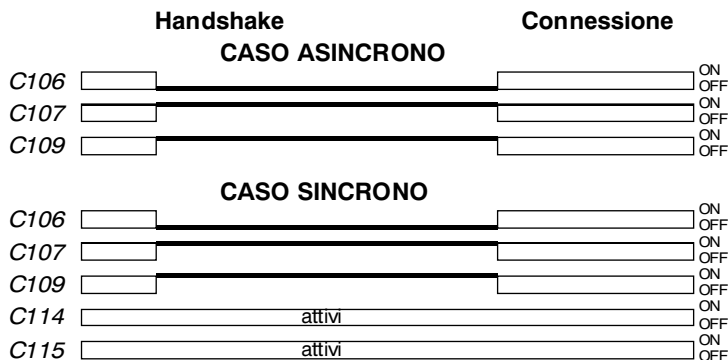 Handshake Connessione
CASO ASINCRONO
C106 ON
OFF
C107 ON
OFF
C109 ON
OFF
CASO SINCRONO
C106 ON
OFF
C107 ON
OFF
C109 ON
OFF
C114 attivi ON
OFF
C115 attivi ON
OFF